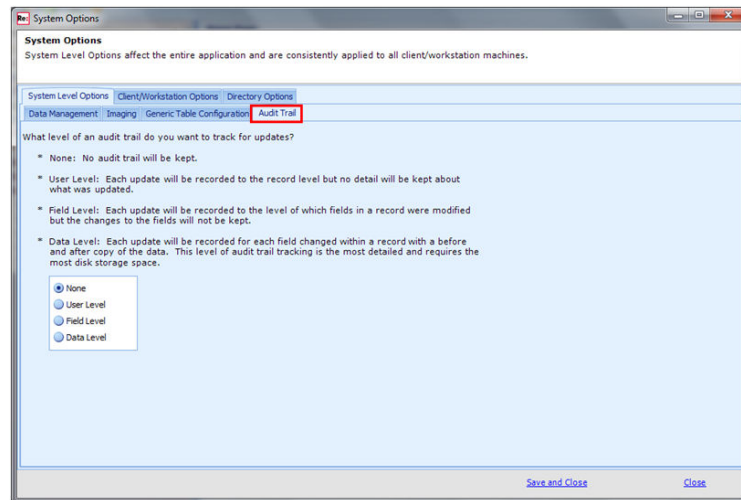 Re: System Options
System Options
System Level Options affect the entire application and are consistently applied to all client/workstation machines.
System Level Options Client/Workstation Options Directory Options
Data Management Imaging Generic Table Configuration Audit Trail
What level of an audit trail do you want to track for updates?
* None: No audit trail will be kept.
* User Level: Each update will be recorded to the record level but no detail will be kept about
what was updated.
* Field Level: Each update will be recorded to the level of which fields in a record were modified
but the changes to the fields will not be kept.
* Data Level: Each update will be recorded for each field changed within a record with a before
and after copy of the data. This level of audit trail tracking is the most detailed and requires the
most disk storage space.
None
User Level
Field Level
Data Level
Save and Close Close